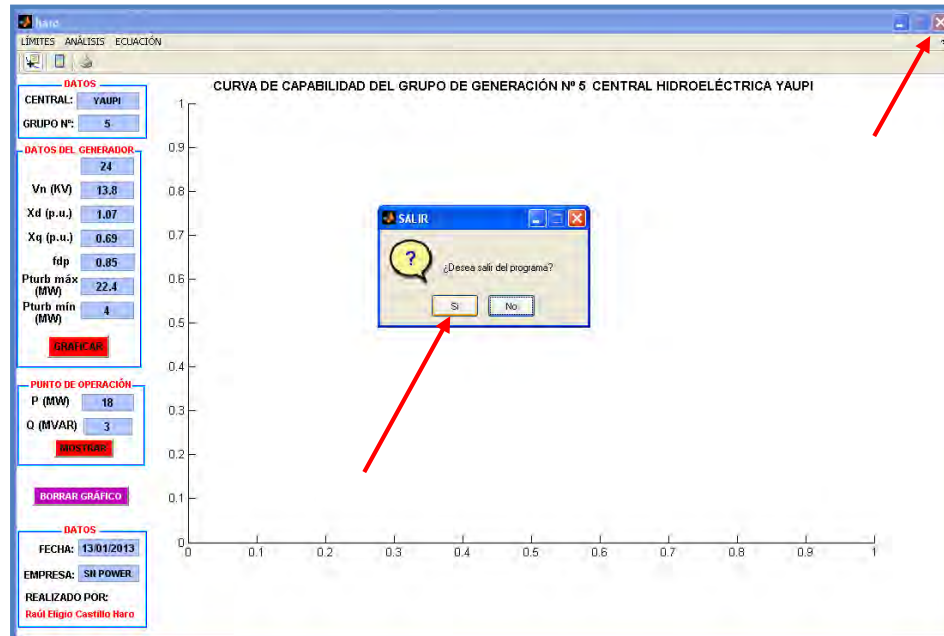 haro
LÍMITES ANÁLISIS ECUACIÓN
CURVA DE CAPABILIDAD DEL GRUPO DE GENERACIÓN Nº 5 CENTRAL HIDROELÉCTRICA YAUPI
DATOS
CENTRAL: YAUPI
GRUPO Nº: 5
DATOS DEL GENERADOR
24
Vn (KV) 13.8
Xd (p.u.) 1.07
Xq (p.u.) 0.69
fdp 0.85
Pturb máx
(MW) 22.4
Pturb mín
(MW) 4
GRAFICAR
PUNTO DE OPERACIÓN
P (MW) 18
Q (MVAR) 3
MOSTRAR
BORRAR GRÁFICO
DATOS
FECHA: 13/01/2013
EMPRESA: SN POWER
REALIZADO POR:
Raúl Eligio Castillo Haro
1
0.9
0.8
0.7
0.6
0.5
0.4
0.3
0.2
0.1
0
0 0.1 0.2 0.3 0.4 0.5 0.6 0.7 0.8 0.9 1
SALIR
?
¿Desea salir del programa?
Si No